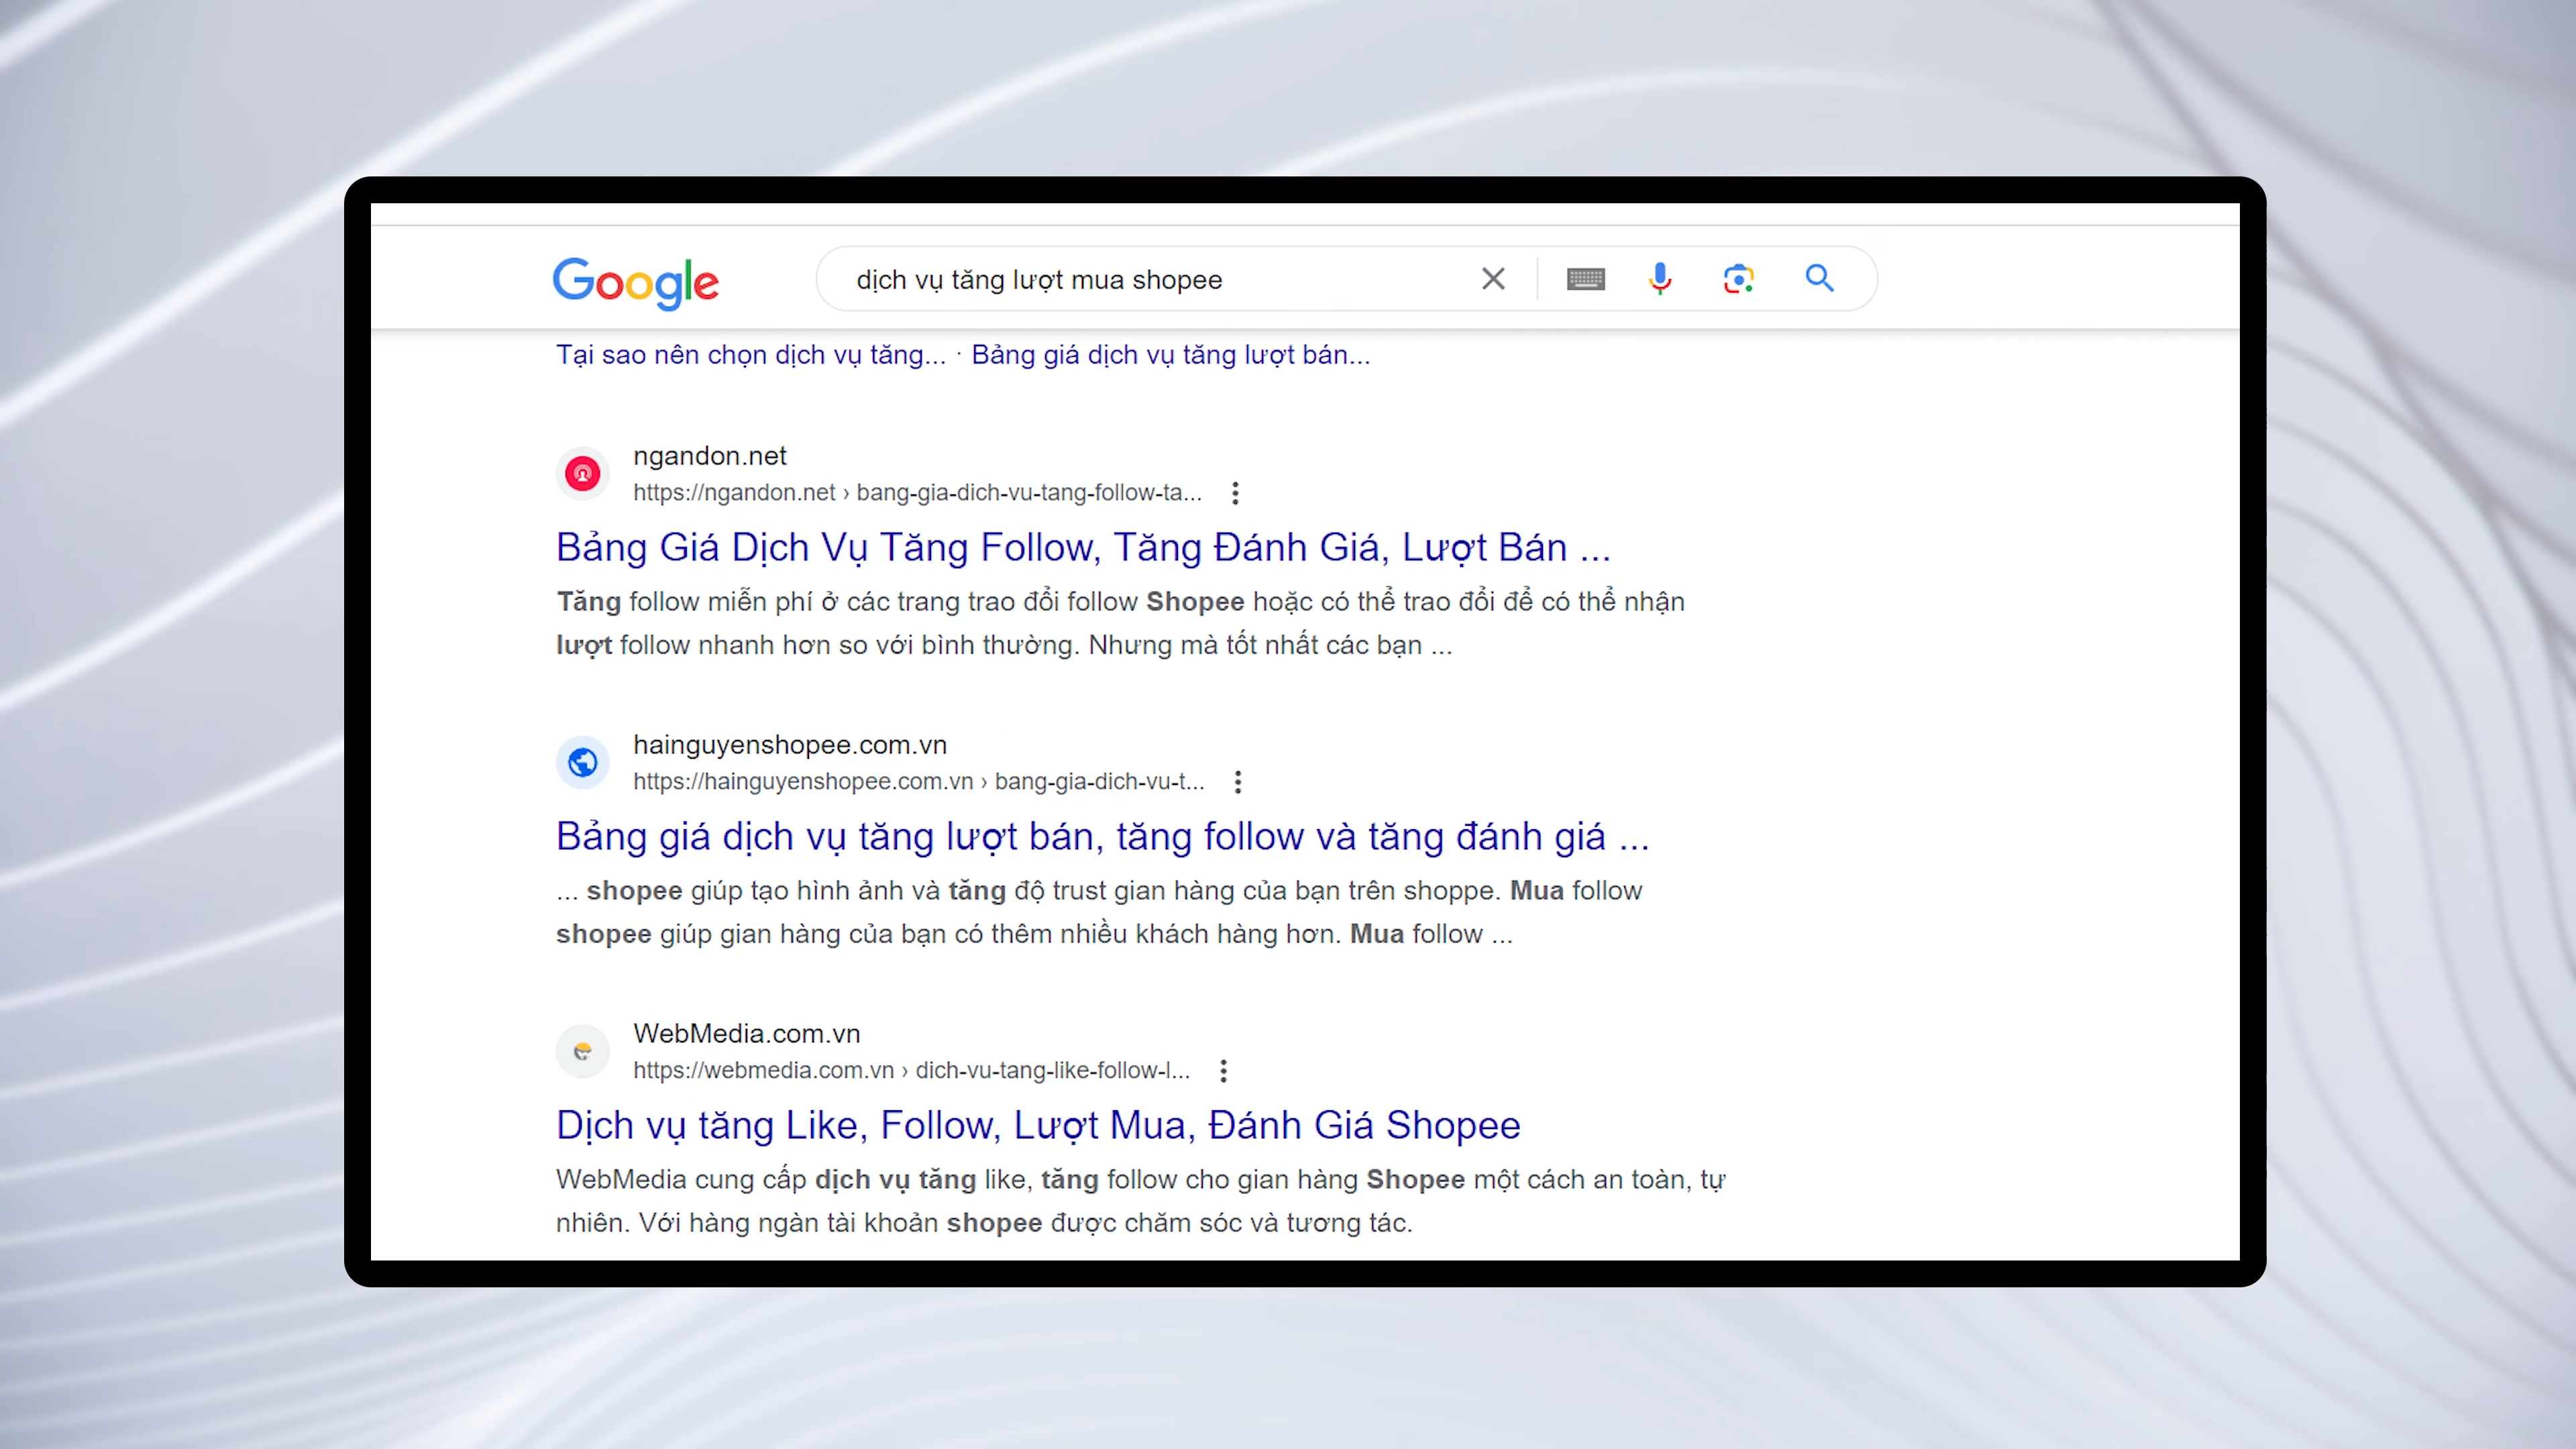 Google
dịch vụ tăng lượt mua shopee
Tại sao nên chọn dịch vụ tăng... · Bảng giá dịch vụ tăng lượt bán...
ngandon.net
https://ngandon.net › bang-gia-dich-vu-tang-follow-ta...
Bảng Giá Dịch Vụ Tăng Follow, Tăng Đánh Giá, Lượt Bán ...
Tăng follow miễn phí ở các trang trao đổi follow Shopee hoặc có thể trao đổi để có thể nhận
lượt follow nhanh hơn so với bình thường. Nhưng mà tốt nhất các bạn ...
hainguyenshopee.com.vn
https://hainguyenshopee.com.vn › bang-gia-dich-vu-t...
Bảng giá dịch vụ tăng lượt bán, tăng follow và tăng đánh giá ...
... shopee giúp tạo hình ảnh và tăng độ trust gian hàng của bạn trên shoppe. Mua follow
shopee giúp gian hàng của bạn có thêm nhiều khách hàng hơn. Mua follow ...
WebMedia.com.vn
https://webmedia.com.vn › dich-vu-tang-like-follow-l...
Dịch vụ tăng Like, Follow, Lượt Mua, Đánh Giá Shopee
WebMedia cung cấp dịch vụ tăng like, tăng follow cho gian hàng Shopee một cách an toàn, tự
nhiên. Với hàng ngàn tài khoản shopee được chăm sóc và tương tác.